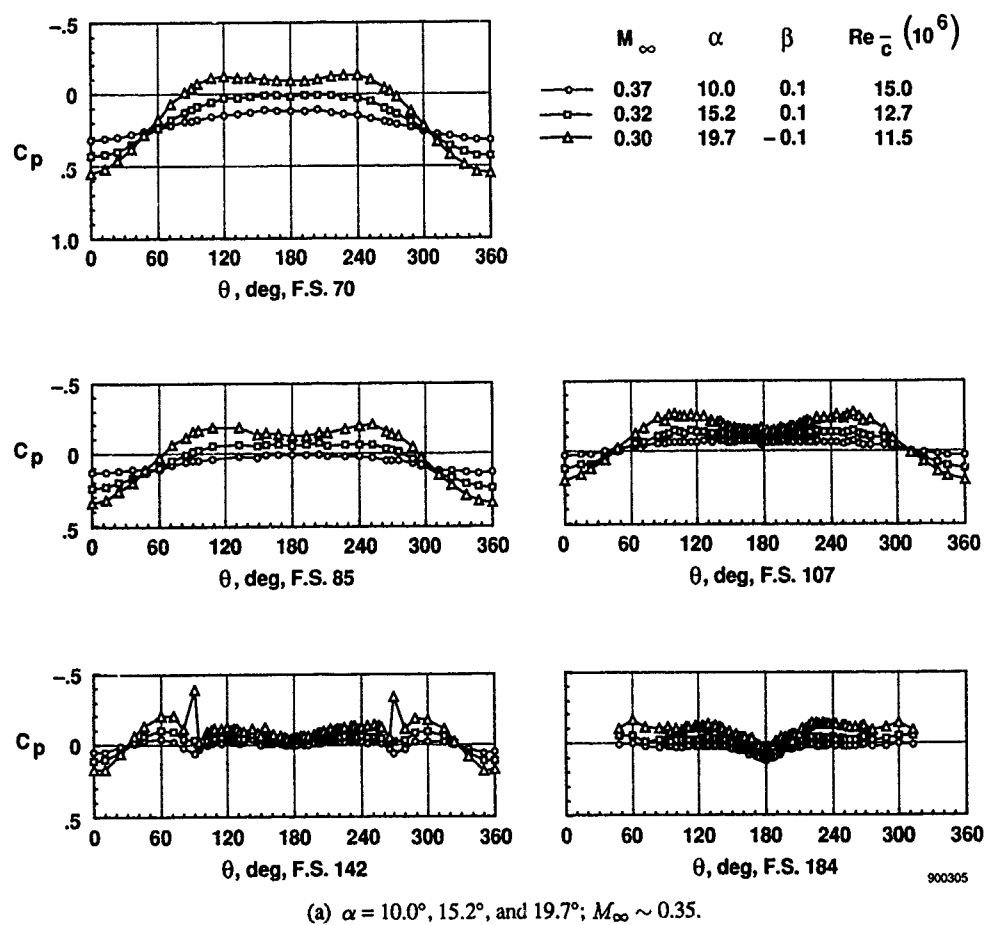 M∞ α β Re c̄ (10⁶)
0.37 10.0 0.1 15.0
0.32 15.2 0.1 12.7
0.30 19.7 −0.1 11.5
−.5
0
.5
1.0
Cp
0 60 120 180 240 300 360
θ, deg, F.S. 70
−.5
0
.5
Cp
0 60 120 180 240 300 360
θ, deg, F.S. 85
0 60 120 180 240 300 360
θ, deg, F.S. 107
−.5
0
.5
Cp
0 60 120 180 240 300 360
θ, deg, F.S. 142
0 60 120 180 240 300 360
θ, deg, F.S. 184
900305
(a) α = 10.0°, 15.2°, and 19.7°; M∞ ∼ 0.35.